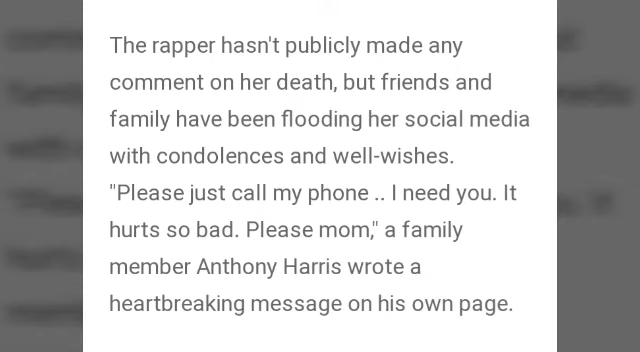 The rapper hasn't publicly made any
comment on her death, but friends and
family have been flooding her social media
with condolences and well-wishes.
"Please just call my phone .. I need you. It
hurts so bad. Please mom," a family
member Anthony Harris wrote a
heartbreaking message on his own page.